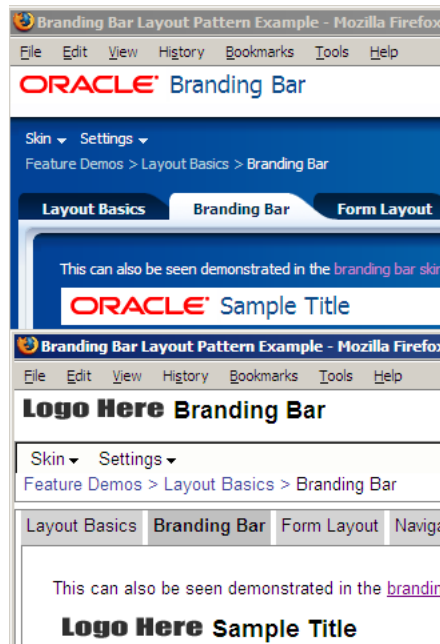 Branding Bar Layout Pattern Example - Mozilla Firefox
File Edit View History Bookmarks Tools Help
ORACLE Branding Bar
Skin Settings
Feature Demos > Layout Basics > Branding Bar
Layout Basics Branding Bar Form Layout
This can also be seen demonstrated in the branding bar skin
ORACLE Sample Title
Branding Bar Layout Pattern Example - Mozilla Firefox
File Edit View History Bookmarks Tools Help
Logo Here Branding Bar
Skin Settings
Feature Demos > Layout Basics > Branding Bar
Layout Basics Branding Bar Form Layout Naviga
This can also be seen demonstrated in the brandin
Logo Here Sample Title